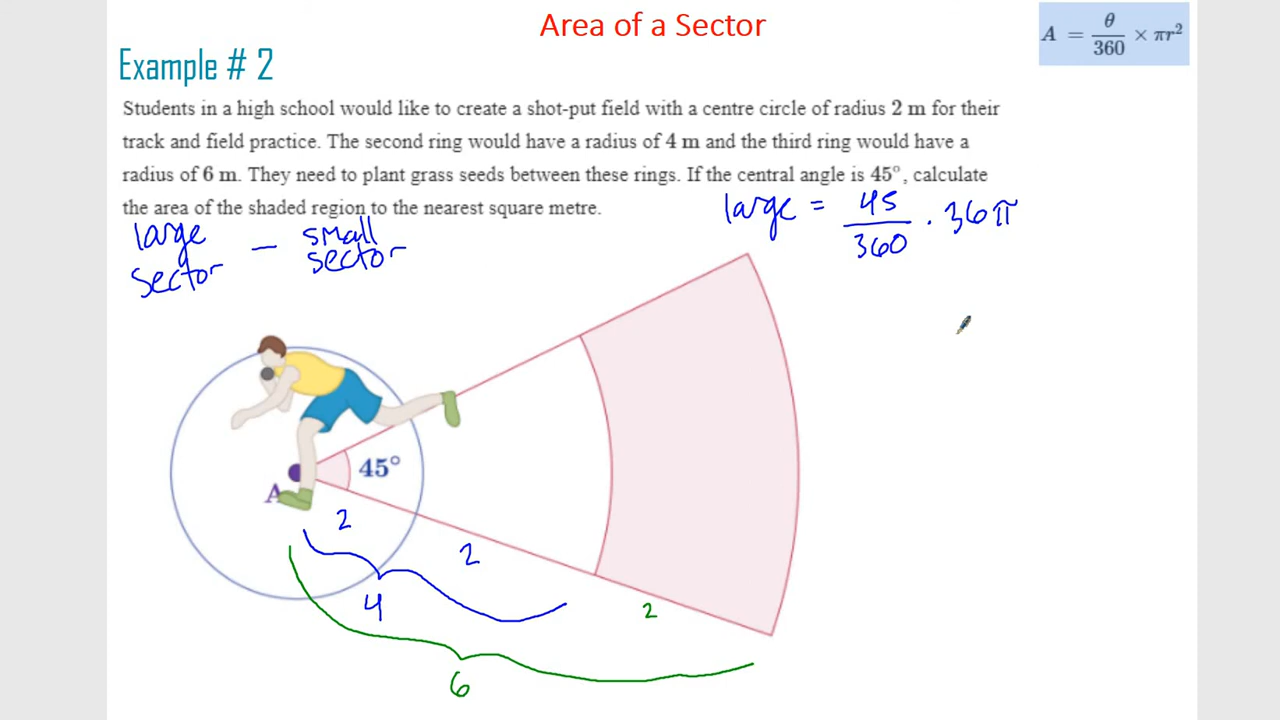 Area of a Sector
A = θ/360 × πr²
Example # 2
Students in a high school would like to create a shot-put field with a centre circle of radius 2 m for their
track and field practice. The second ring would have a radius of 4 m and the third ring would have a
radius of 6 m. They need to plant grass seeds between these rings. If the central angle is 45°, calculate
the area of the shaded region to the nearest square metre.
large = 45/360 · 36π
large sector − small sector
45°
A
2
2
4
2
6